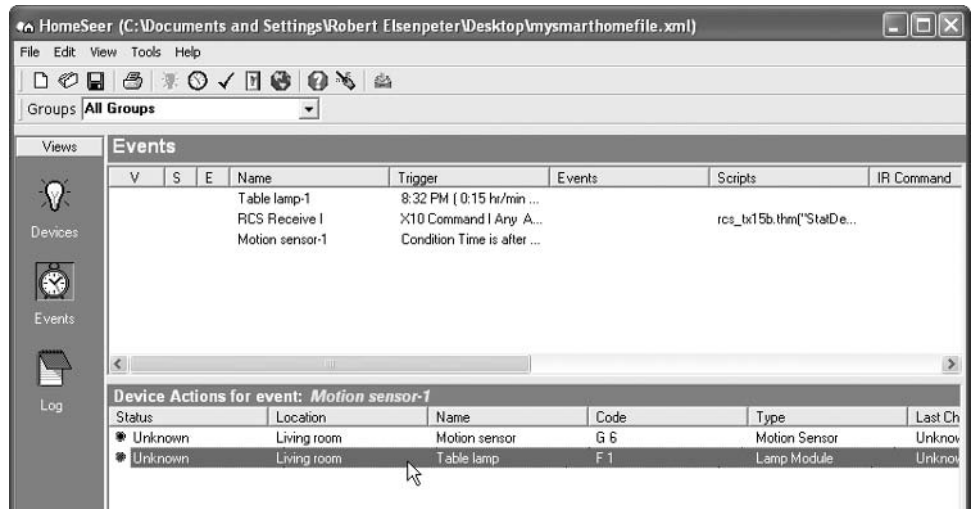 HomeSeer (C:\Documents and Settings\Robert Elsenpeter\Desktop\mysmarthomefile.xml)
File Edit View Tools Help
Groups All Groups
Views Events
V S E Name Trigger Events Scripts IR Command
Table lamp-1 8:32 PM ( 0:15 hr/min ...
RCS Receive I X10 Command I Any A... rcs_tx15b.thm("StatDe...
Motion sensor-1 Condition Time is after ...
Devices
Events
Log
Device Actions for event: Motion sensor-1
Status Location Name Code Type Last Ch
Unknown Living room Motion sensor G 6 Motion Sensor Unknov
Unknown Living room Table lamp F 1 Lamp Module Unknov